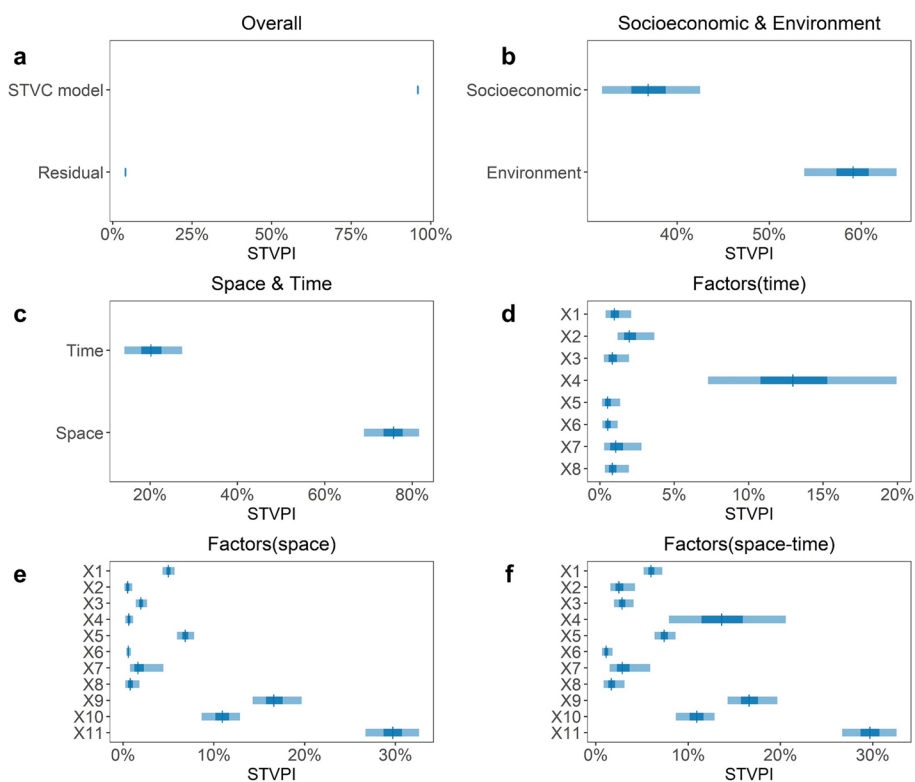 Overall
a
STVC model
Residual
0%
25%
50%
75%
100%
STVPI
Socioeconomic & Environment
b
Socioeconomic
Environment
40%
50%
60%
STVPI
Space & Time
c
Time
Space
20%
40%
60%
80%
STVPI
Factors(time)
d
X1
X2
X3
X4
X5
X6
X7
X8
0%
5%
10%
15%
20%
STVPI
Factors(space)
e
X1
X2
X3
X4
X5
X6
X7
X8
X9
X10
X11
0%
10%
20%
30%
STVPI
Factors(space-time)
f
X1
X2
X3
X4
X5
X6
X7
X8
X9
X10
X11
0%
10%
20%
30%
STVPI